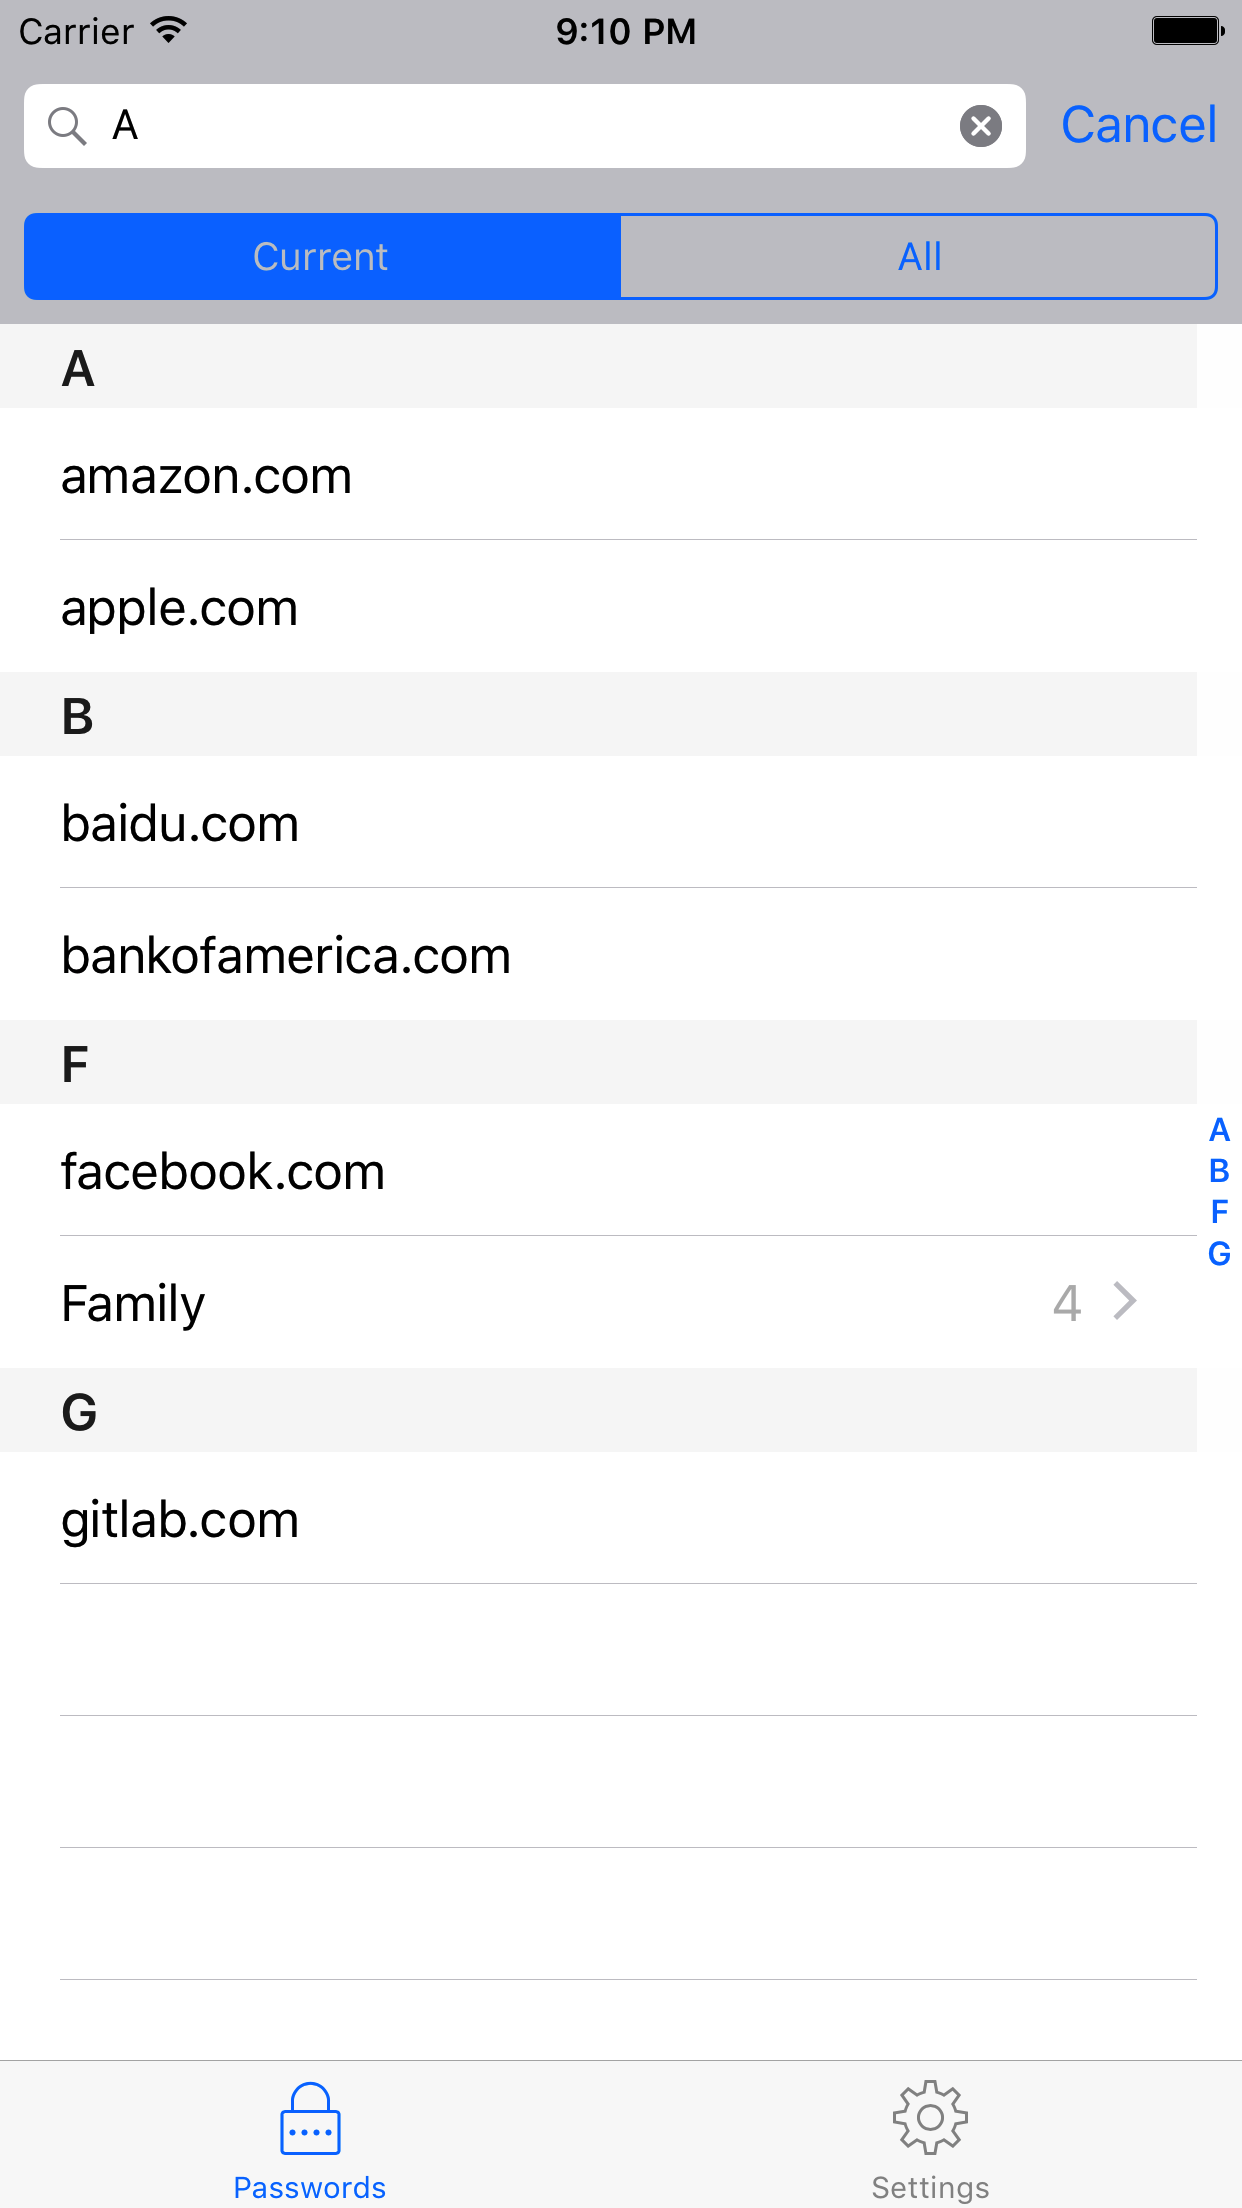 Carrier 9:10 PM
A Cancel
Current All
A
amazon.com
apple.com
B
baidu.com
bankofamerica.com
F
facebook.com
Family 4
G
gitlab.com
A
B
F
G
Passwords Settings